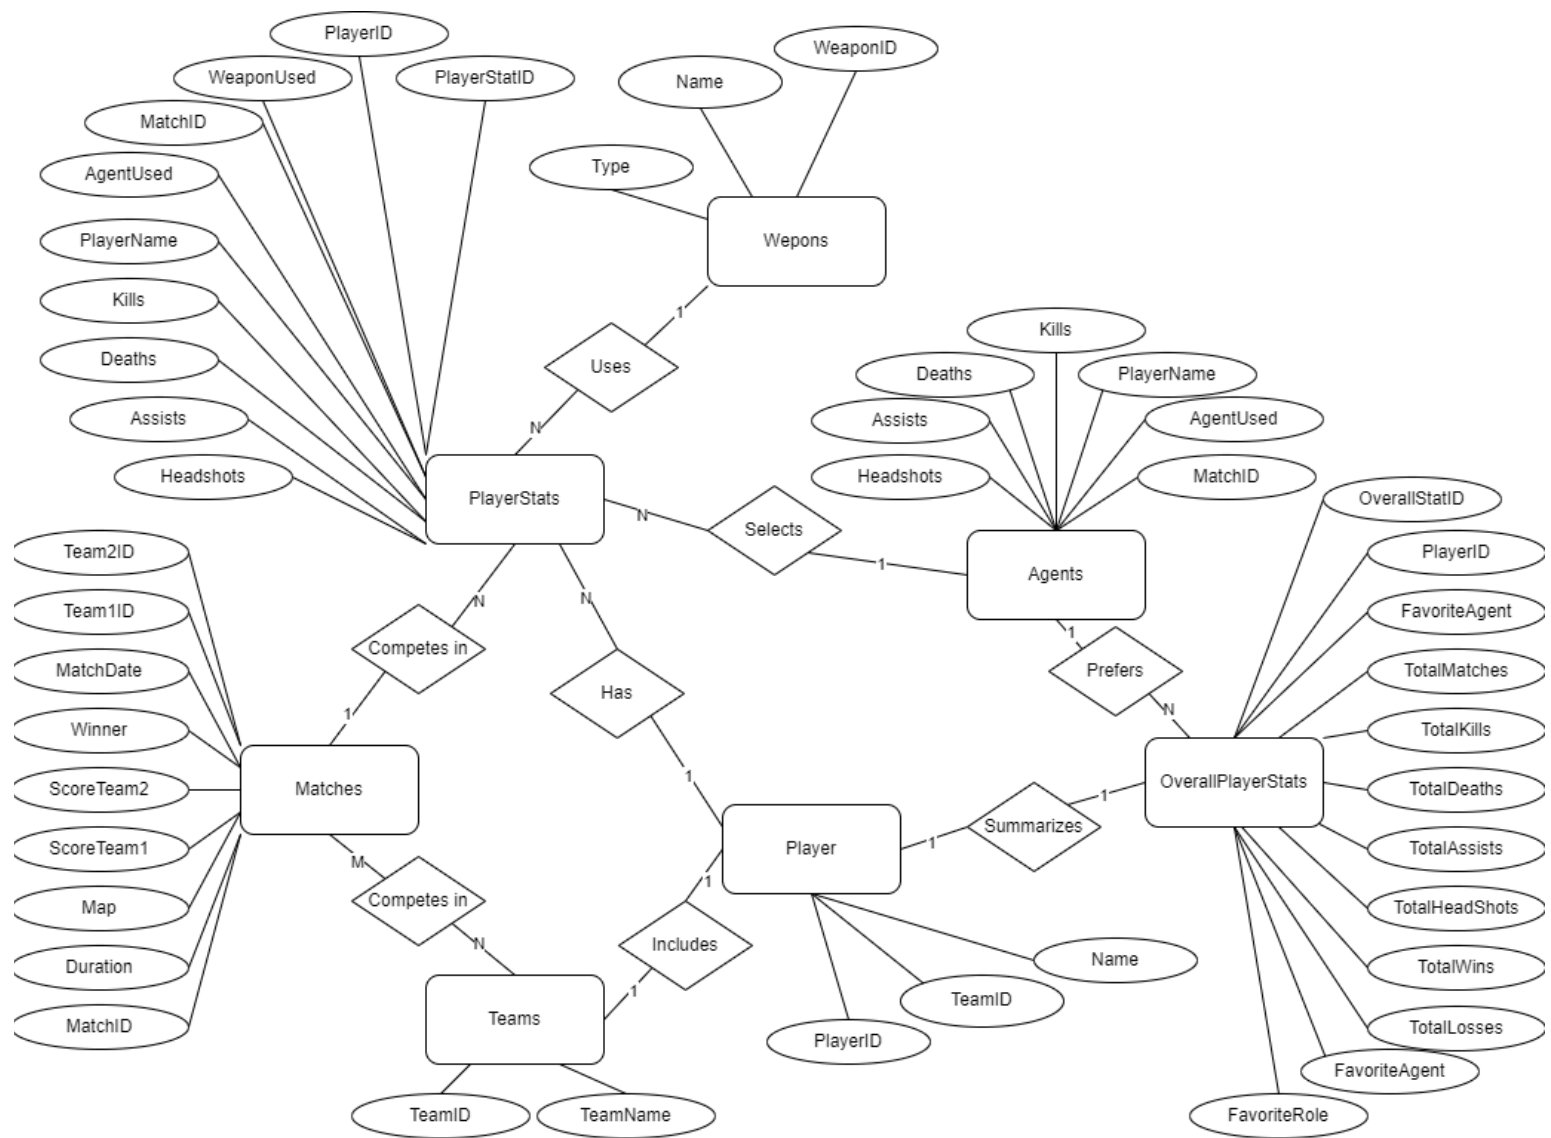 PlayerID
WeaponUsed
PlayerStatID
MatchID
AgentUsed
PlayerName
Kills
Deaths
Assists
Headshots
WeaponID
Name
Type
Wepons
1
Uses
N
PlayerStats
N
Selects
1
Kills
Deaths
PlayerName
Assists
AgentUsed
Headshots
MatchID
Agents
1
Prefers
N
OverallStatID
PlayerID
FavoriteAgent
TotalMatches
TotalKills
TotalDeaths
TotalAssists
TotalHeadShots
TotalWins
TotalLosses
FavoriteAgent
FavoriteRole
OverallPlayerStats
1
Summarizes
1
N
Competes in
1
N
Has
1
Team2ID
Team1ID
MatchDate
Winner
ScoreTeam2
ScoreTeam1
Map
Duration
MatchID
Matches
M
Competes in
N
Player
1
Includes
1
Name
TeamID
PlayerID
Teams
TeamID
TeamName